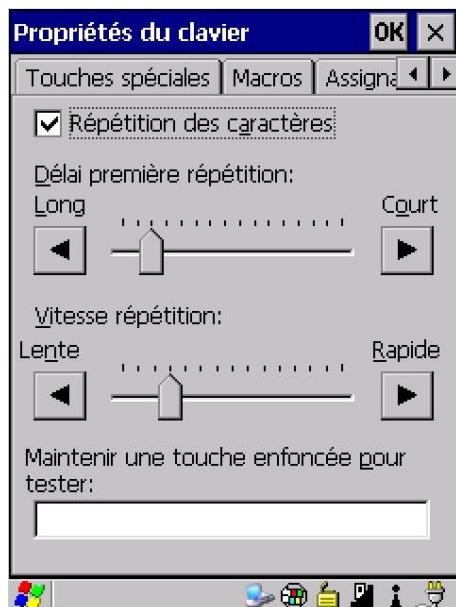 Propriétés du clavier OK ×
Touches spéciales Macros Assigna
Répétition des caractères
Délai première répétition:
Long Court
Vitesse répétition:
Lente Rapide
Maintenir une touche enfoncée pour
tester: